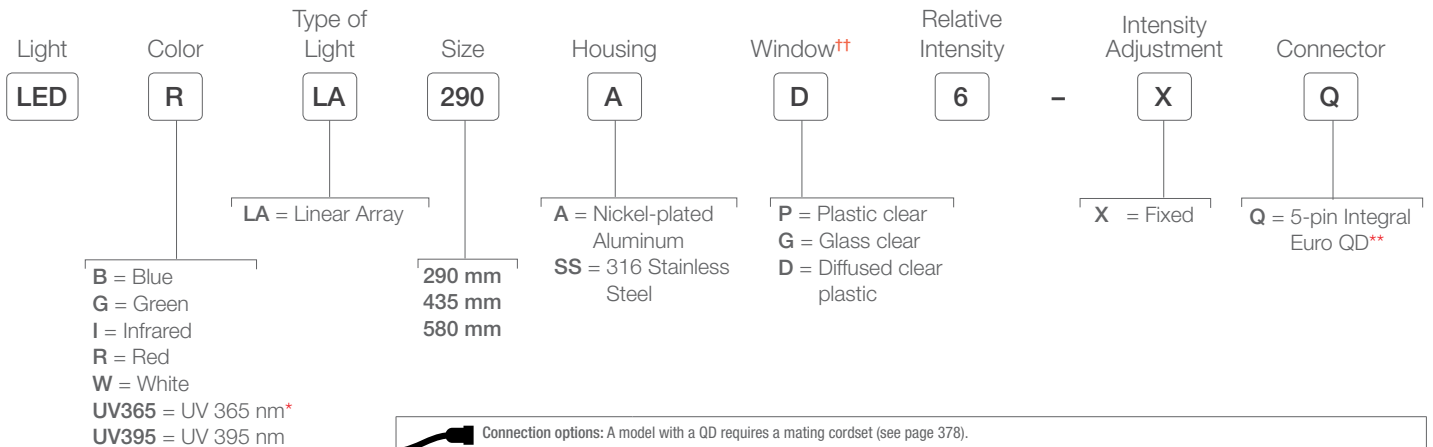 Light
Color
Type of
Light
Size
Housing
Window††
Relative
Intensity
Intensity
Adjustment
Connector
LED
R
LA
290
A
D
6
–
X
Q
LA = Linear Array
A = Nickel-plated
Aluminum
SS = 316 Stainless
Steel
P = Plastic clear
G = Glass clear
D = Diffused clear
plastic
X = Fixed
Q = 5-pin Integral
Euro QD**
B = Blue
G = Green
I = Infrared
R = Red
W = White
UV365 = UV 365 nm*
UV395 = UV 395 nm
290 mm
435 mm
580 mm
Connection options: A model with a QD requires a mating cordset (see page 378).